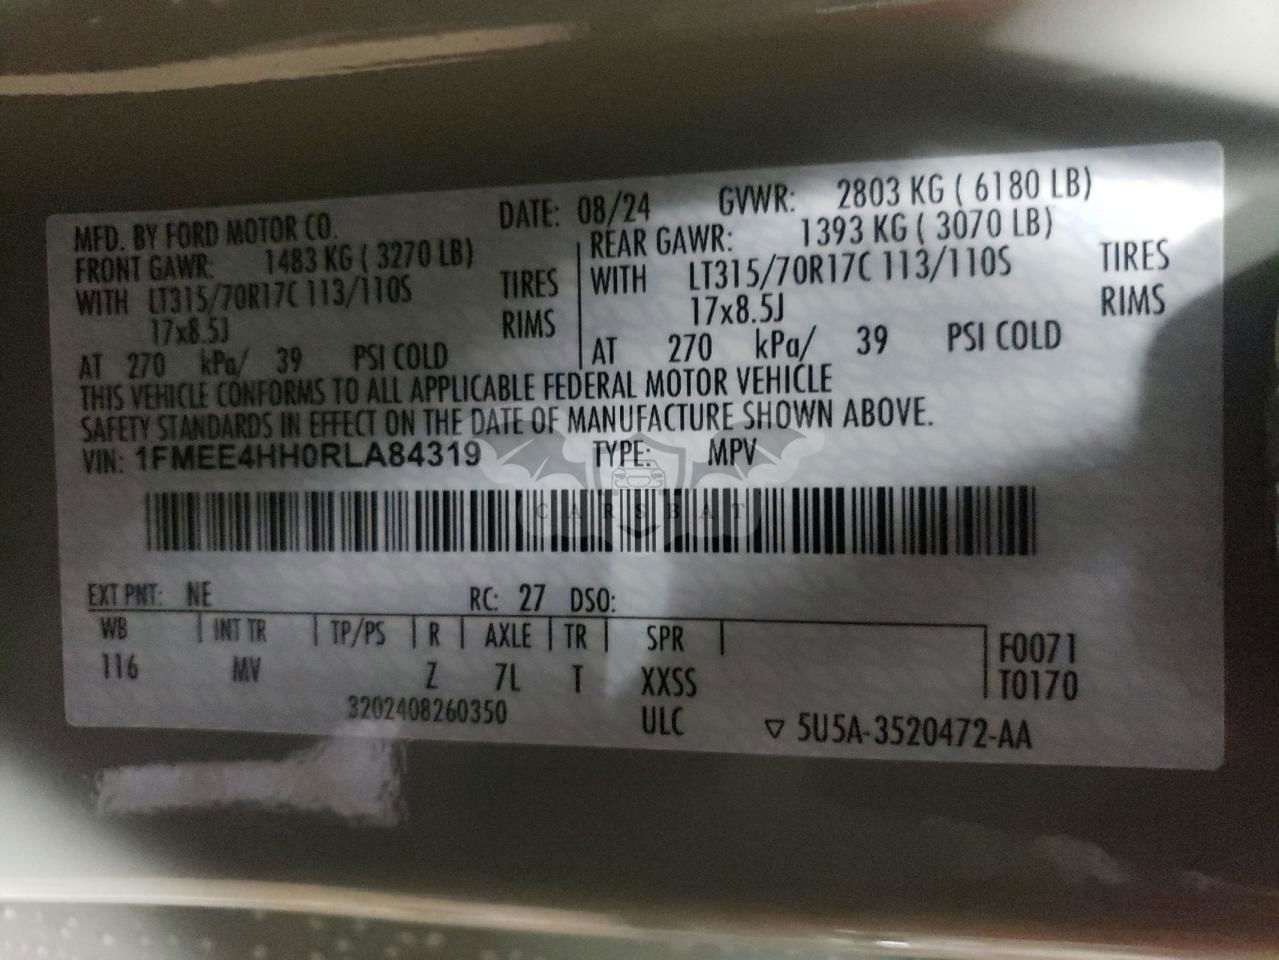 MFD. BY FORD MOTOR CO. DATE: 08/24 GVWR: 2803 KG ( 6180 LB)
FRONT GAWR: 1483 KG ( 3270 LB) REAR GAWR: 1393 KG ( 3070 LB)
WITH LT315/70R17C 113/110S TIRES WITH LT315/70R17C 113/110S TIRES
17x8.5J RIMS 17x8.5J RIMS
AT 270 kPa/ 39 PSI COLD AT 270 kPa/ 39 PSI COLD
THIS VEHICLE CONFORMS TO ALL APPLICABLE FEDERAL MOTOR VEHICLE
SAFETY STANDARDS IN EFFECT ON THE DATE OF MANUFACTURE SHOWN ABOVE.
VIN: 1FMEE4HH0RLA84319 TYPE: MPV
CARSBAT
EXT PNT: NE RC: 27 DSO:
WB INT TR TP/PS R AXLE TR SPR F0071
116 MV Z 7L T XXSS T0170
3202408260350 ULC ▽ 5U5A-3520472-AA